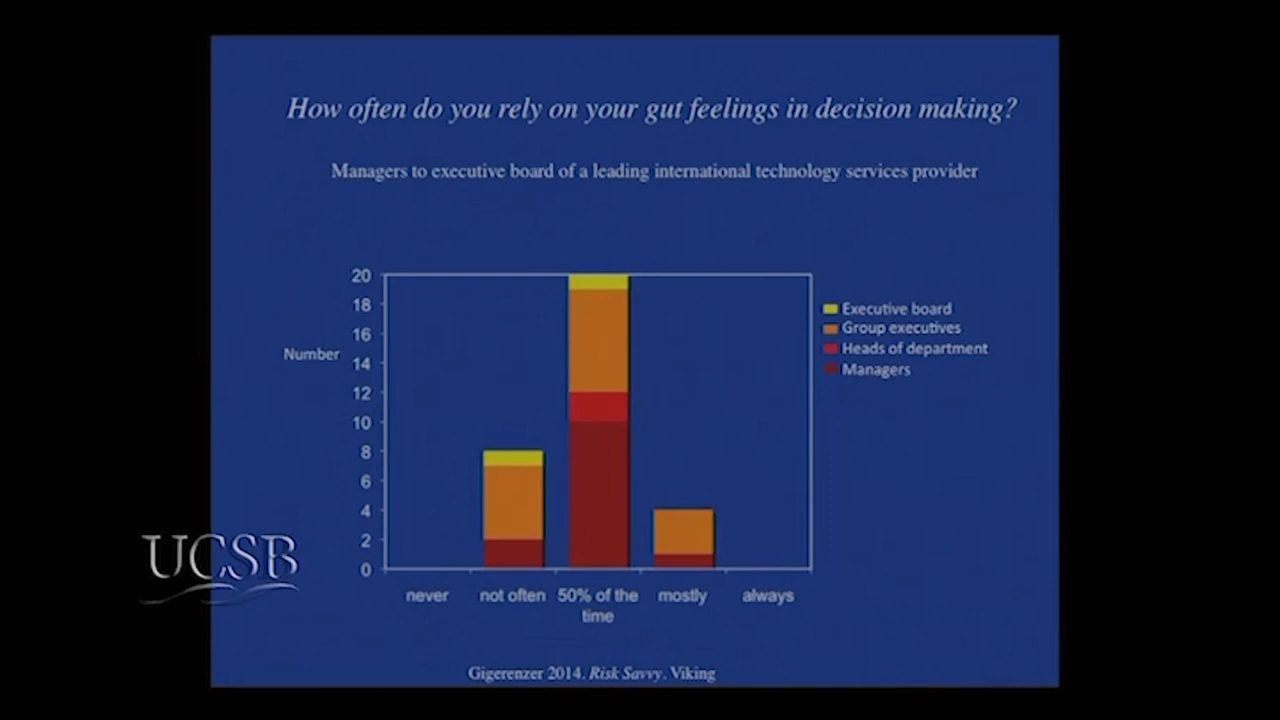 How often do you rely on your gut feelings in decision making?
Managers to executive board of a leading international technology services provider
20
18
16
14
12
10
8
6
4
2
0
Number
Executive board
Group executives
Heads of department
Managers
never
not often
50% of the
time
mostly
always
UCSB
Gigerenzer 2014. Risk Savvy. Viking